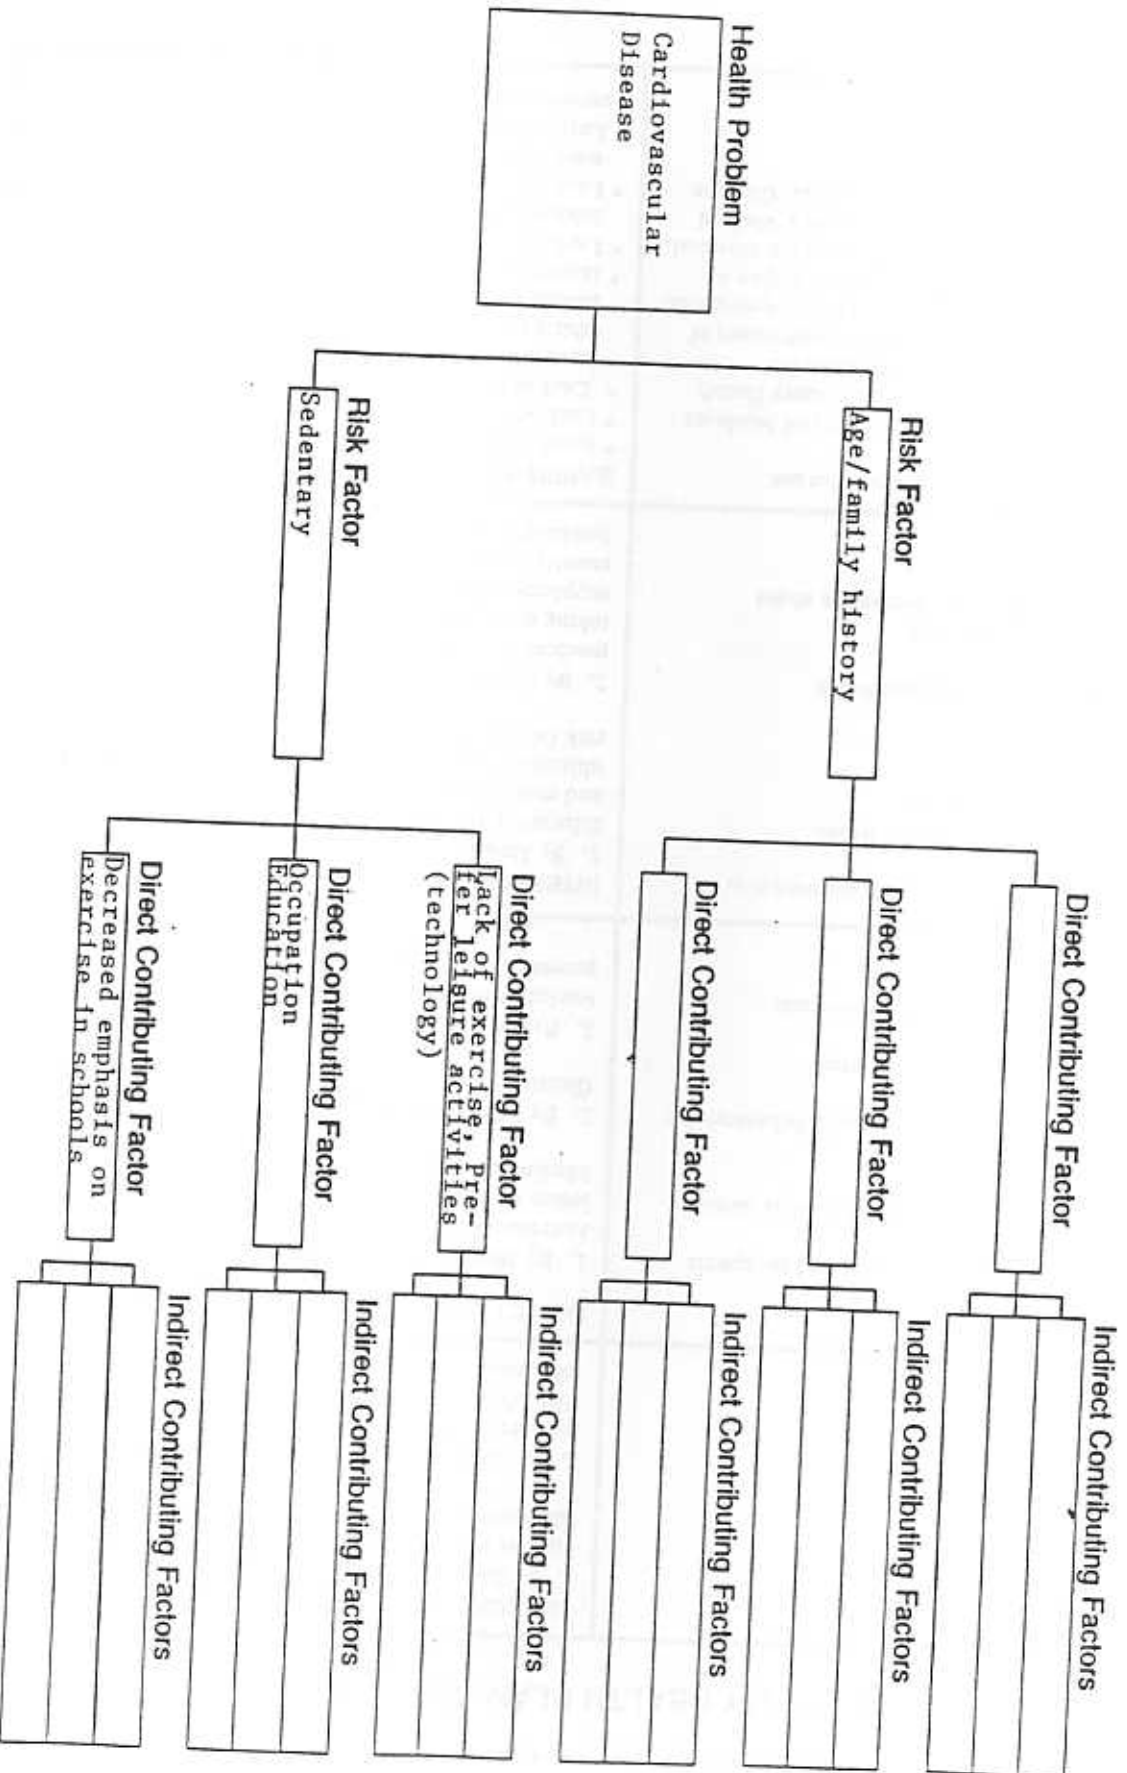 Health Problem
Cardiovascular
Disease
Risk Factor
Age/family history
Direct Contributing Factor
Indirect Contributing Factors
Direct Contributing Factor
Indirect Contributing Factors
Direct Contributing Factor
Indirect Contributing Factors
Risk Factor
Sedentary
Direct Contributing Factor
Lack of exercise, Pre-
fer leisure activities
(technology)
Indirect Contributing Factors
Direct Contributing Factor
Occupation
Education
Indirect Contributing Factors
Direct Contributing Factor
Decreased emphasis on
exercise in schools
Indirect Contributing Factors